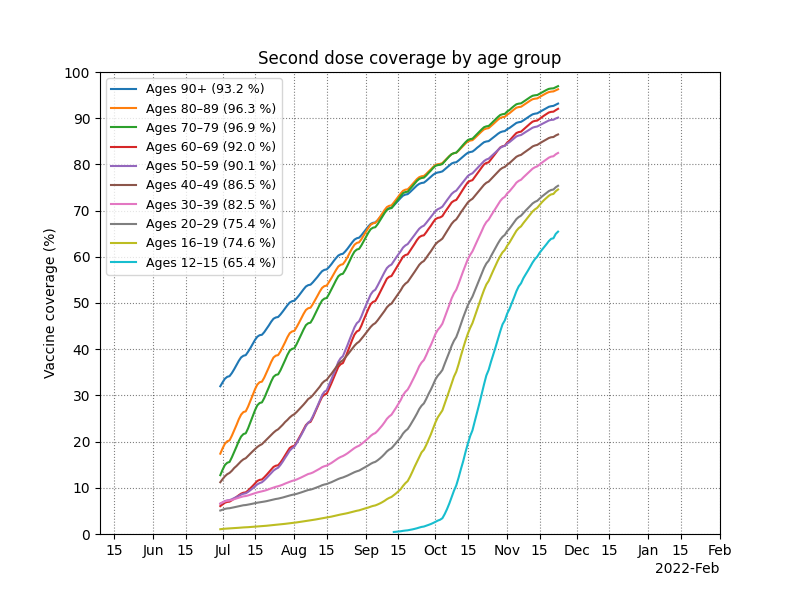 Second dose coverage by age group
Vaccine coverage (%)
100
90
80
70
60
50
40
30
20
10
0
Ages 90+ (93.2 %)
Ages 80–89 (96.3 %)
Ages 70–79 (96.9 %)
Ages 60–69 (92.0 %)
Ages 50–59 (90.1 %)
Ages 40–49 (86.5 %)
Ages 30–39 (82.5 %)
Ages 20–29 (75.4 %)
Ages 16–19 (74.6 %)
Ages 12–15 (65.4 %)
15 Jun 15 Jul 15 Aug 15 Sep 15 Oct 15 Nov 15 Dec 15 Jan 15 Feb
2022-Feb